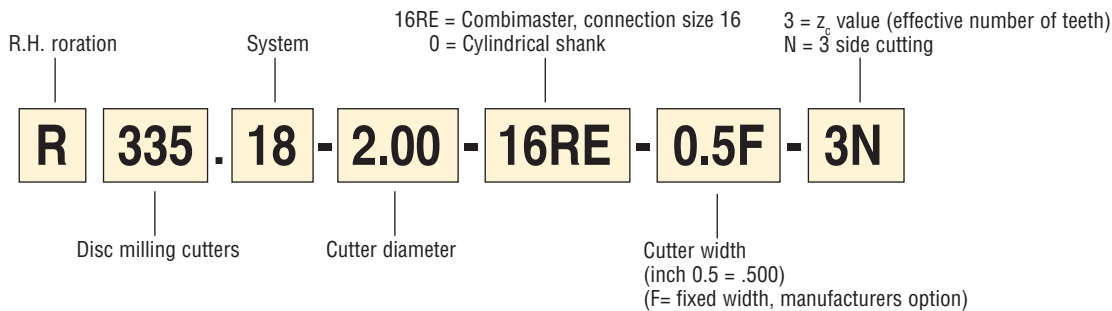 16RE = Combimaster, connection size 16
0 = Cylindrical shank
3 = zc value (effective number of teeth)
N = 3 side cutting
R.H. roration
System
R 335 . 18 - 2.00 - 16RE - 0.5F - 3N
Disc milling cutters
Cutter diameter
Cutter width
(inch 0.5 = .500)
(F= fixed width, manufacturers option)